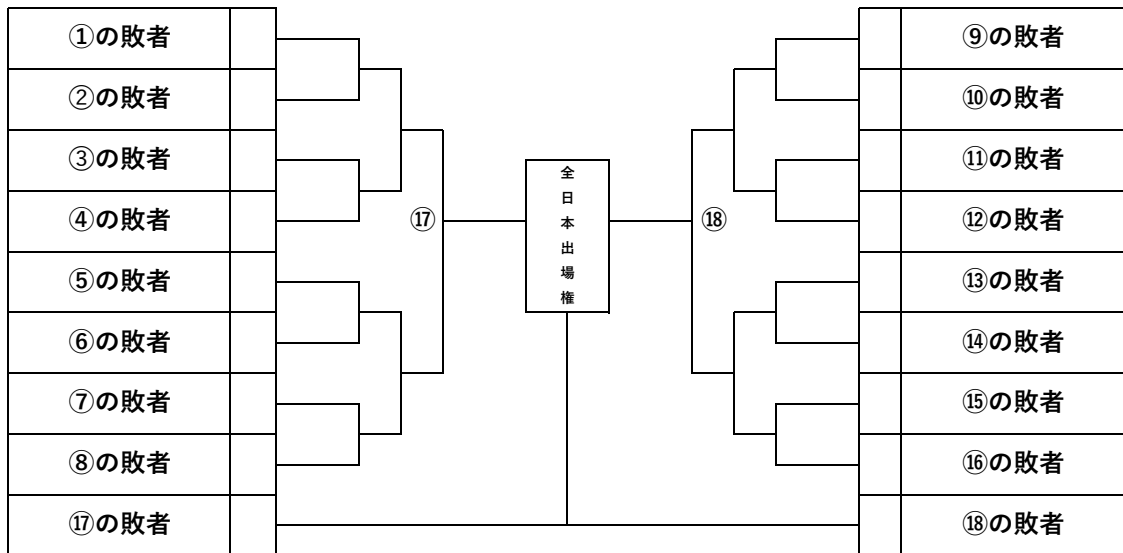 ①の敗者
②の敗者
③の敗者
④の敗者
⑤の敗者
⑥の敗者
⑦の敗者
⑧の敗者
⑰の敗者
⑰
全日本出場権
⑱
⑨の敗者
⑩の敗者
⑪の敗者
⑫の敗者
⑬の敗者
⑭の敗者
⑮の敗者
⑯の敗者
⑱の敗者